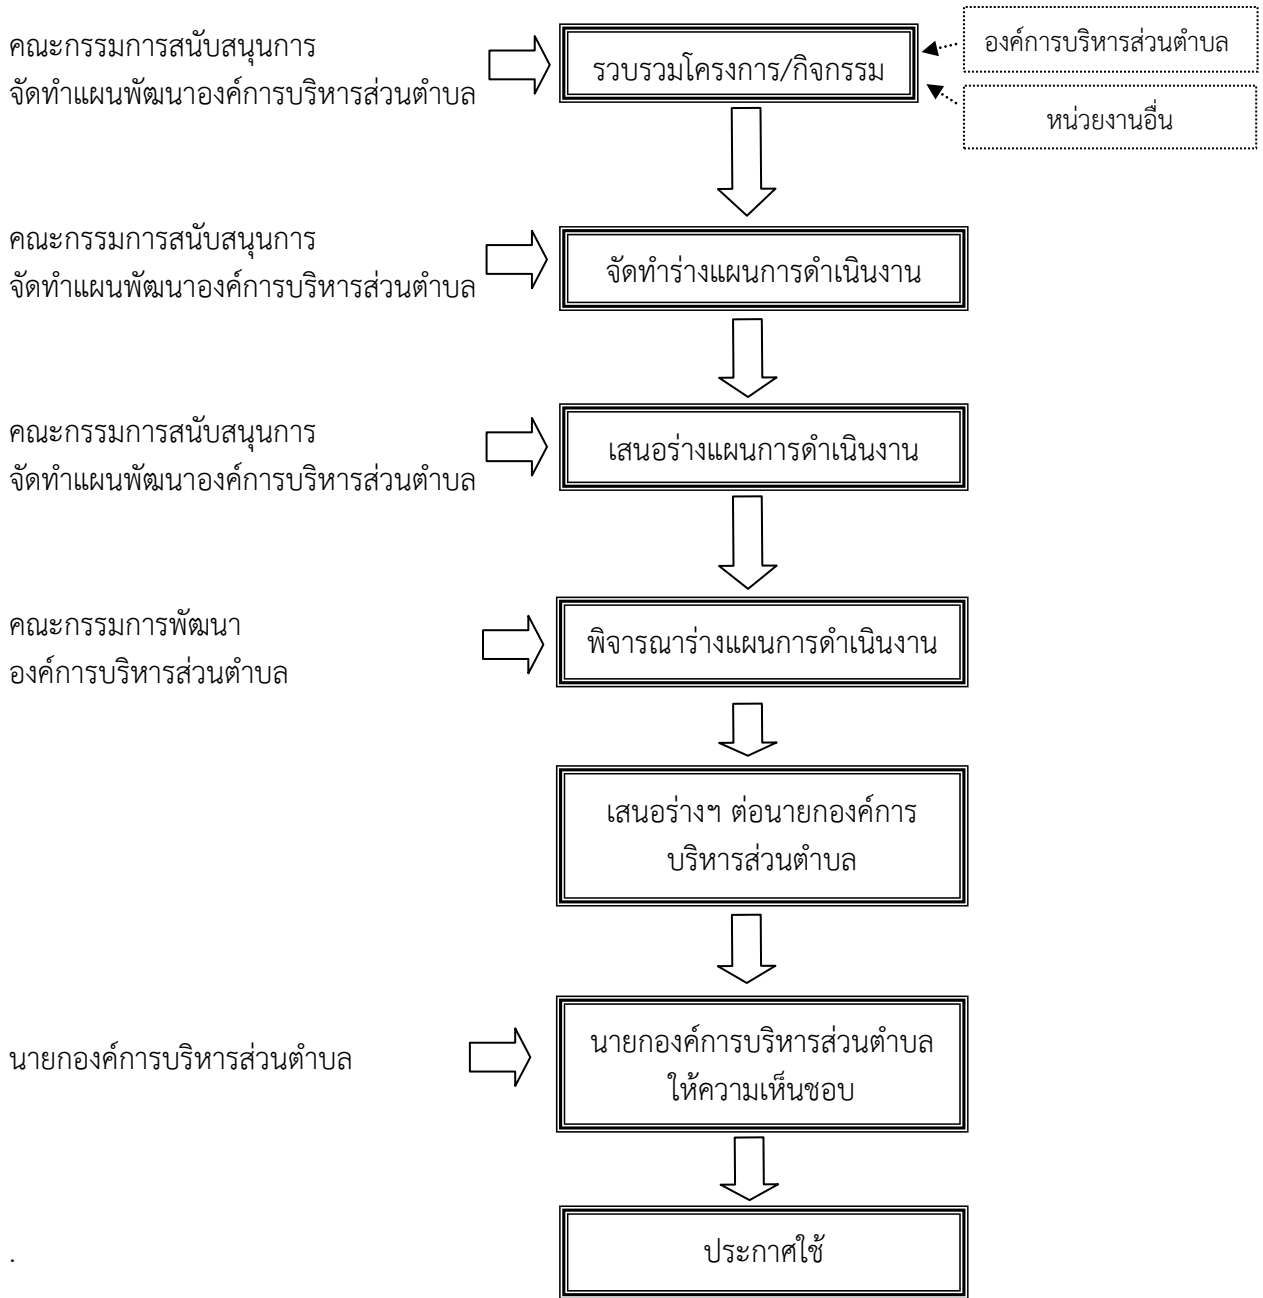 คณะกรรมการสนับสนุนการ
จัดทำแผนพัฒนาองค์การบริหารส่วนตำบล
รวบรวมโครงการ/กิจกรรม
องค์การบริหารส่วนตำบล
หน่วยงานอื่น
คณะกรรมการสนับสนุนการ
จัดทำแผนพัฒนาองค์การบริหารส่วนตำบล
จัดทำร่างแผนการดำเนินงาน
คณะกรรมการสนับสนุนการ
จัดทำแผนพัฒนาองค์การบริหารส่วนตำบล
เสนอร่างแผนการดำเนินงาน
คณะกรรมการพัฒนา
องค์การบริหารส่วนตำบล
พิจารณาร่างแผนการดำเนินงาน
เสนอร่างฯ ต่อนายกองค์การ
บริหารส่วนตำบล
นายกองค์การบริหารส่วนตำบล
นายกองค์การบริหารส่วนตำบล
ให้ความเห็นชอบ
.
ประกาศใช้